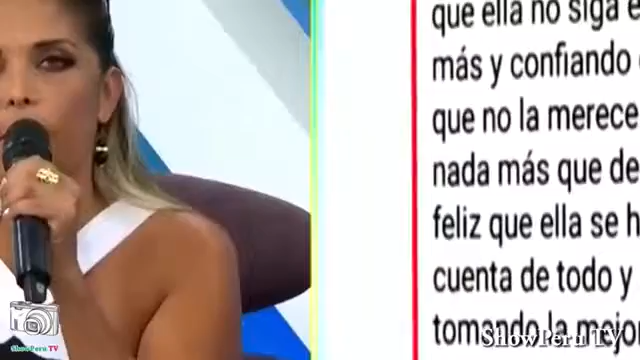 que ella no siga e
más y confiando
que no la merece
nada más que de
feliz que ella se h
cuenta de todo y
tomando la mejor
ShowPeru TV
ShowPeru TV